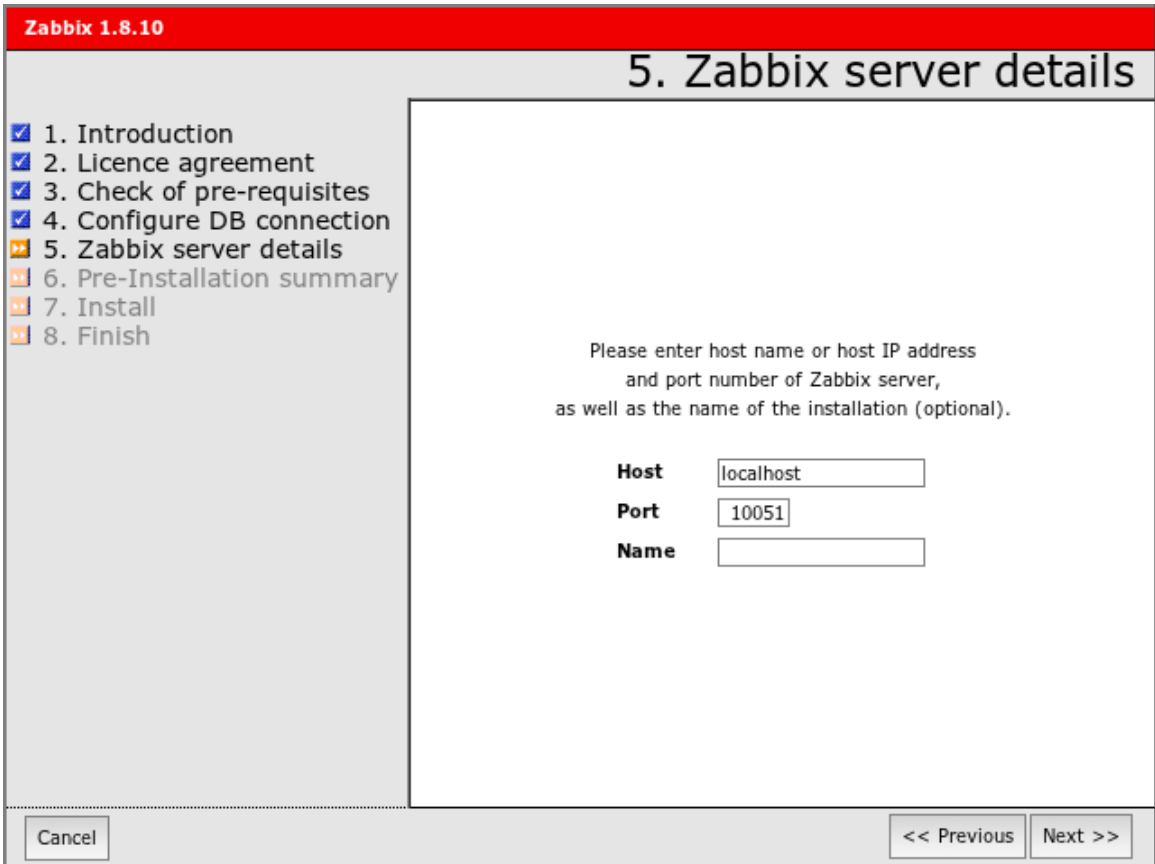 Zabbix 1.8.10
5. Zabbix server details
1. Introduction
2. Licence agreement
3. Check of pre-requisites
4. Configure DB connection
5. Zabbix server details
6. Pre-Installation summary
7. Install
8. Finish
Please enter host name or host IP address
and port number of Zabbix server,
as well as the name of the installation (optional).
Host localhost
Port 10051
Name
Cancel << Previous Next >>